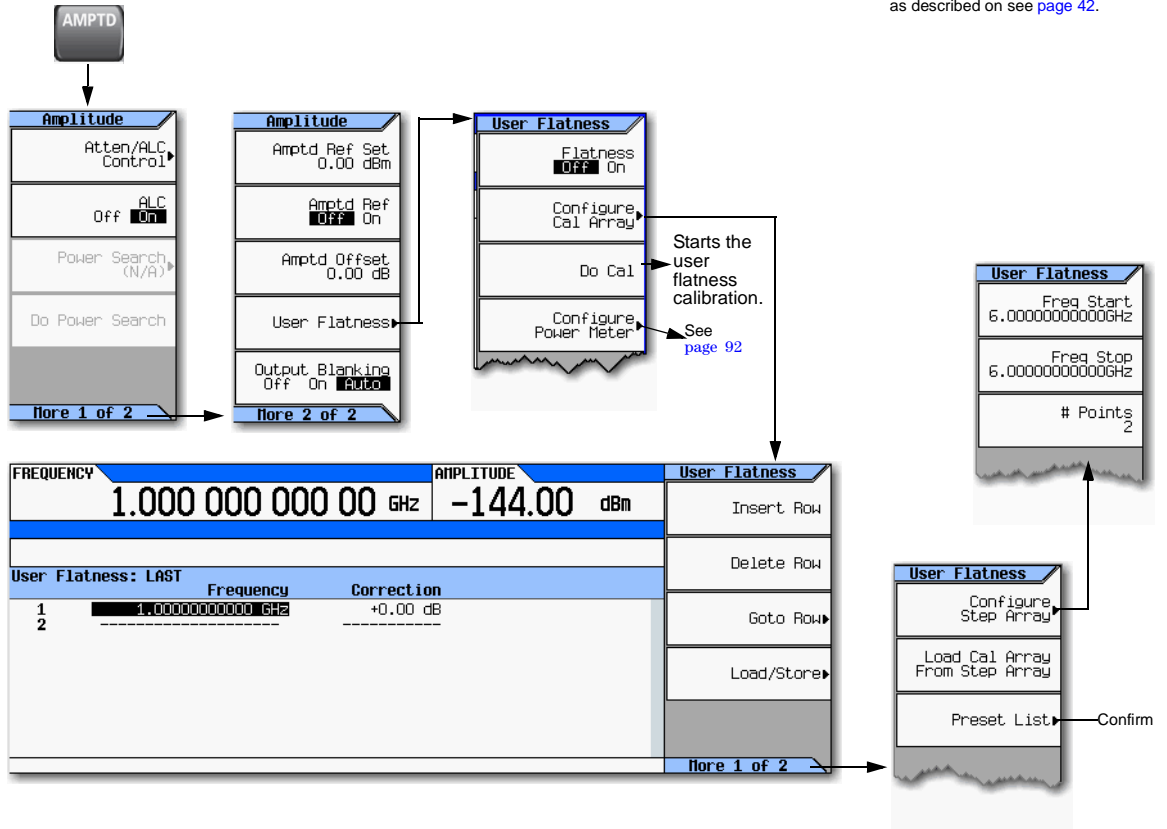 as described on see page 42.
AMPTD
Amplitude
Atten/ALC
Control
ALC
Off On
Power Search
(N/A)
Do Power Search
More 1 of 2
Amplitude
Amptd Ref Set
0.00 dBm
Amptd Ref
Off On
Amptd Offset
0.00 dB
User Flatness
Output Blanking
Off On Auto
More 2 of 2
User Flatness
Flatness
Off On
Configure
Cal Array
Do Cal
Configure
Power Meter
Starts the
user
flatness
calibration.
See
page 92
User Flatness
Freq Start
6.00000000000GHz
Freq Stop
6.00000000000GHz
# Points
2
FREQUENCY
1.000 000 000 00 GHz
AMPLITUDE
-144.00 dBm
User Flatness: LAST
Frequency Correction
1 1.00000000000 GHz +0.00 dB
2 -------------------- -----------
User Flatness
Insert Row
Delete Row
Goto Row
Load/Store
More 1 of 2
User Flatness
Configure
Step Array
Load Cal Array
From Step Array
Preset List
Confirm